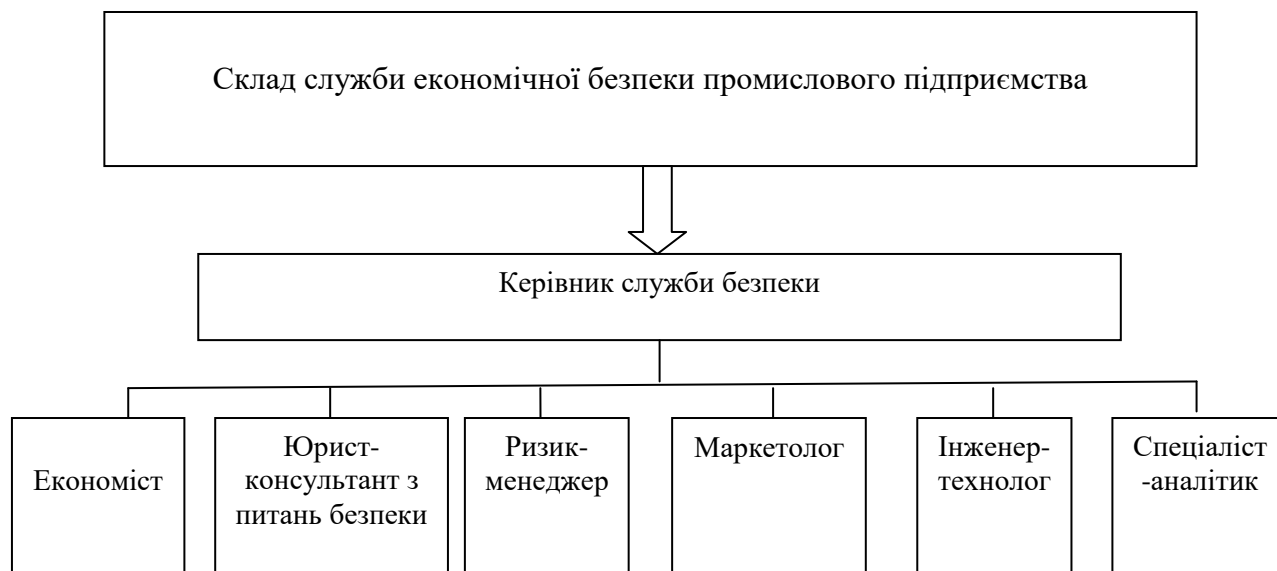 Склад служби економічної безпеки промислового підприємства
Керівник служби безпеки
Економіст
Юрист-
консультант з
питань безпеки
Ризик-
менеджер
Маркетолог
Інженер-
технолог
Спеціаліст
-аналітик